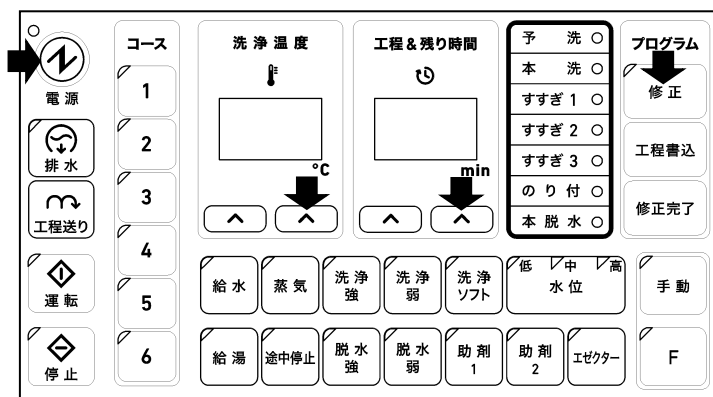 コース
洗浄温度
工程&残り時間
プログラム
電源
排水
工程送り
運転
停止
1
2
3
4
5
6
°C
min
予洗
本洗
すすぎ1
すすぎ2
すすぎ3
のり付
本脱水
修正
工程書込
修正完了
給水
蒸気
洗浄
強
洗浄
弱
洗浄
ソフト
低 中 高
水位
手動
給湯
途中停止
脱水
強
脱水
弱
助剤
1
助剤
2
エゼクター
F